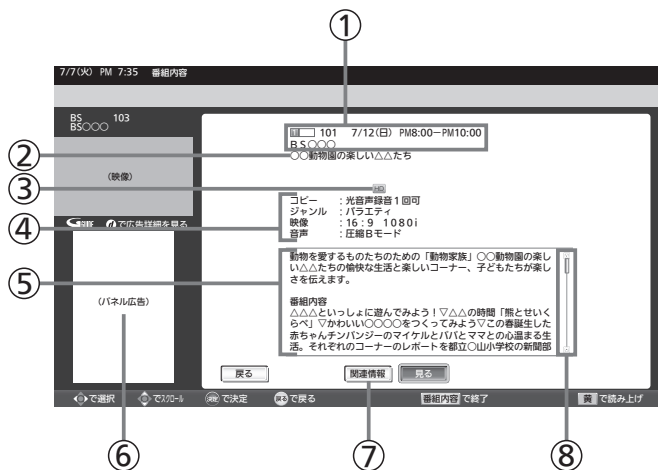 ①
7/7(火) PM 7:35 番組内容
BS 103
BS○○○
101 7/12(日) PM8:00−PM10:00
BS○○○
② ○○動物園の楽しい△△たち
(映像)
③ HD
④ コピー :光音声録音1回可
ジャンル :バラエティ
映像 :16:9 1080i
音声 :圧縮Bモード
Gガイド で広告詳細を見る
⑤ 動物を愛するものたちのための「動物家族」○○動物園の楽し
い△△たちの愉快な生活と楽しいコーナー、子どもたちが楽し
さを伝えます。
(パネル広告)
番組内容
△△△といっしょに遊んでみよう!▽△△の時間「熊とせいく
らべ」▽かわいい○○○○をつくってみよう▽この春誕生した
赤ちゃんチンパンジーのマイケルとパパとママとの心温まる生
活。それぞれのコーナーのレポートを都立○山小学校の新聞部
戻る 関連情報 見る
で選択 でスクロール 決定 で決定 戻る で戻る 番組内容 で終了 黄 で読み上げ
⑥ ⑦ ⑧